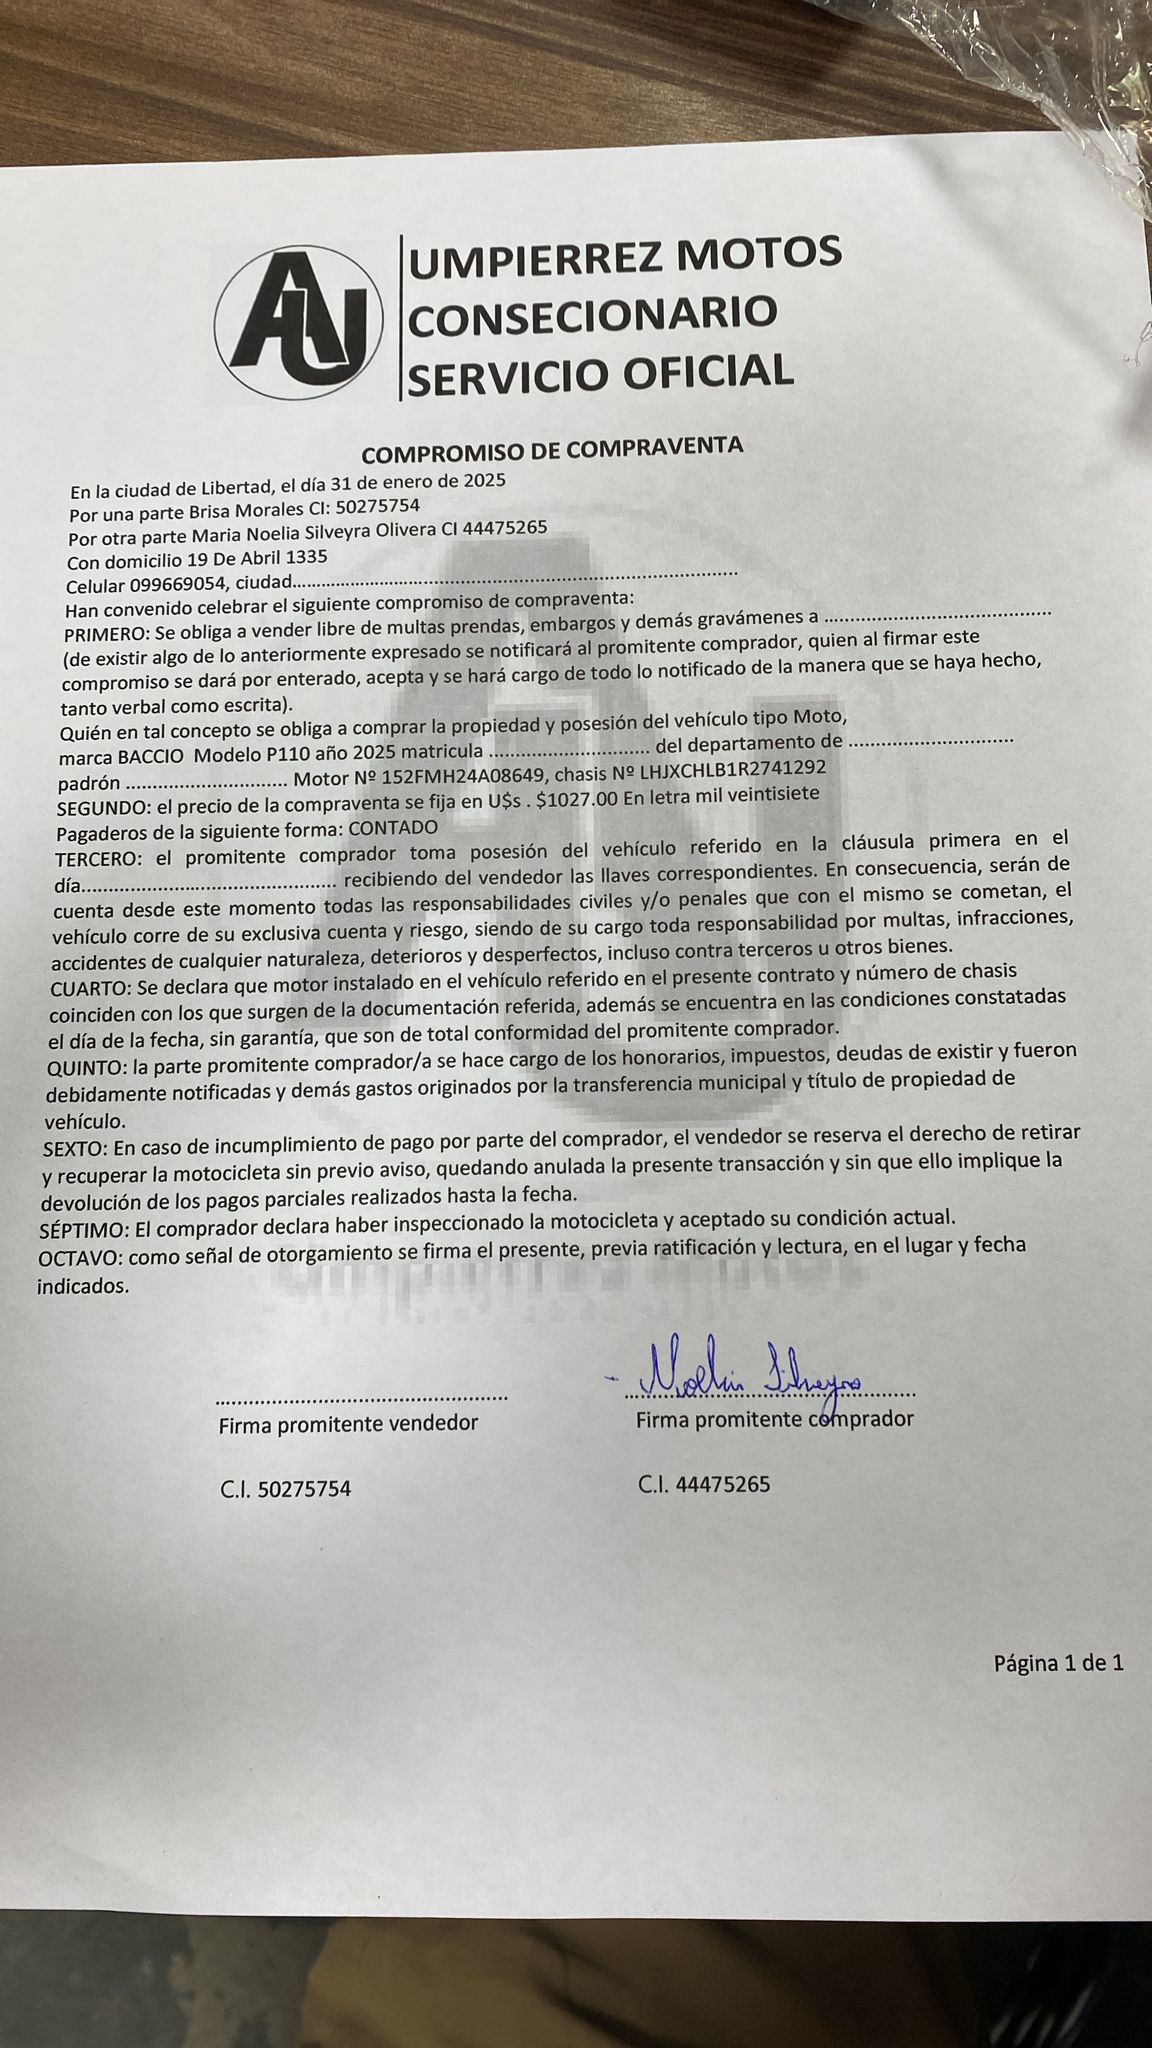 AU
UMPIERREZ MOTOS
CONSECIONARIO
SERVICIO OFICIAL
COMPROMISO DE COMPRAVENTA
En la ciudad de Libertad, el día 31 de enero de 2025
Por una parte Brisa Morales CI: 50275754
Por otra parte Maria Noelia Silveyra Olivera CI 44475265
Con domicilio 19 De Abril 1335
Celular 099669054, ciudad................................................................................
Han convenido celebrar el siguiente compromiso de compraventa:
PRIMERO: Se obliga a vender libre de multas prendas, embargos y demás gravámenes a ........................................
(de existir algo de lo anteriormente expresado se notificará al promitente comprador, quien al firmar este
compromiso se dará por enterado, acepta y se hará cargo de todo lo notificado de la manera que se haya hecho,
tanto verbal como escrita).
Quién en tal concepto se obliga a comprar la propiedad y posesión del vehículo tipo Moto,
marca BACCIO Modelo P110 año 2025 matricula ............................ del departamento de .............................
padrón ............................ Motor Nº 152FMH24A08649, chasis Nº LHJXCHLB1R2741292
SEGUNDO: el precio de la compraventa se fija en U$s . $1027.00 En letra mil veintisiete
Pagaderos de la siguiente forma: CONTADO
TERCERO: el promitente comprador toma posesión del vehículo referido en la cláusula primera en el
día............................................. recibiendo del vendedor las llaves correspondientes. En consecuencia, serán de
cuenta desde este momento todas las responsabilidades civiles y/o penales que con el mismo se cometan, el
vehículo corre de su exclusiva cuenta y riesgo, siendo de su cargo toda responsabilidad por multas, infracciones,
accidentes de cualquier naturaleza, deterioros y desperfectos, incluso contra terceros u otros bienes.
CUARTO: Se declara que motor instalado en el vehículo referido en el presente contrato y número de chasis
coinciden con los que surgen de la documentación referida, además se encuentra en las condiciones constatadas
el día de la fecha, sin garantía, que son de total conformidad del promitente comprador.
QUINTO: la parte promitente comprador/a se hace cargo de los honorarios, impuestos, deudas de existir y fueron
debidamente notificadas y demás gastos originados por la transferencia municipal y título de propiedad de
vehículo.
SEXTO: En caso de incumplimiento de pago por parte del comprador, el vendedor se reserva el derecho de retirar
y recuperar la motocicleta sin previo aviso, quedando anulada la presente transacción y sin que ello implique la
devolución de los pagos parciales realizados hasta la fecha.
SÉPTIMO: El comprador declara haber inspeccionado la motocicleta y aceptado su condición actual.
OCTAVO: como señal de otorgamiento se firma el presente, previa ratificación y lectura, en el lugar y fecha
indicados.
- Noelia Silveyra
Firma promitente vendedor
Firma promitente comprador
C.I. 50275754
C.I. 44475265
Página 1 de 1